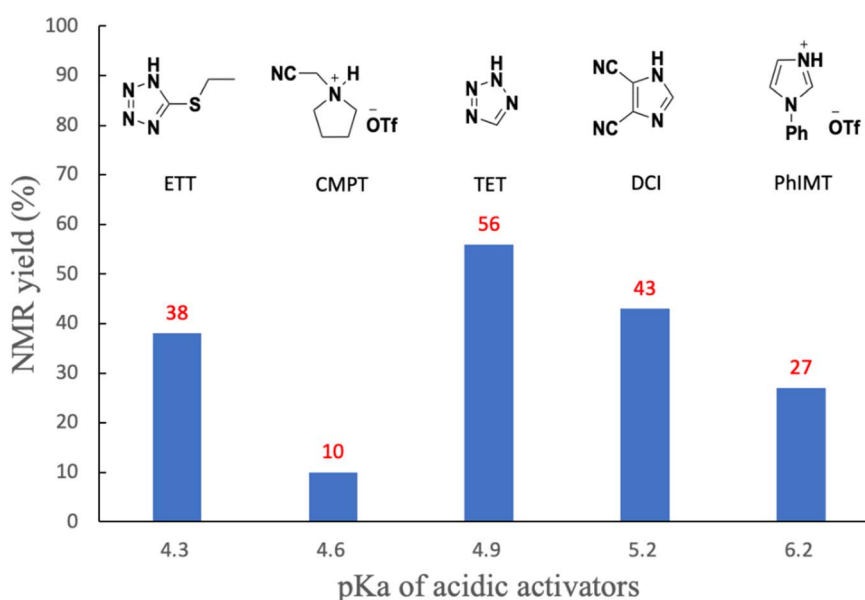 NMR yield (%)
100
90
80
70
60
50
40
30
20
10
0
H
N
N
N
N
S
ETT
38
4.3
NC
H
+
N
−
OTf
CMPT
10
4.6
H
N
N
N
N
TET
56
4.9
NC
NC
H
N
N
DCI
43
5.2
+
NH
N
Ph
−
OTf
PhIMT
27
6.2
pKa of acidic activators